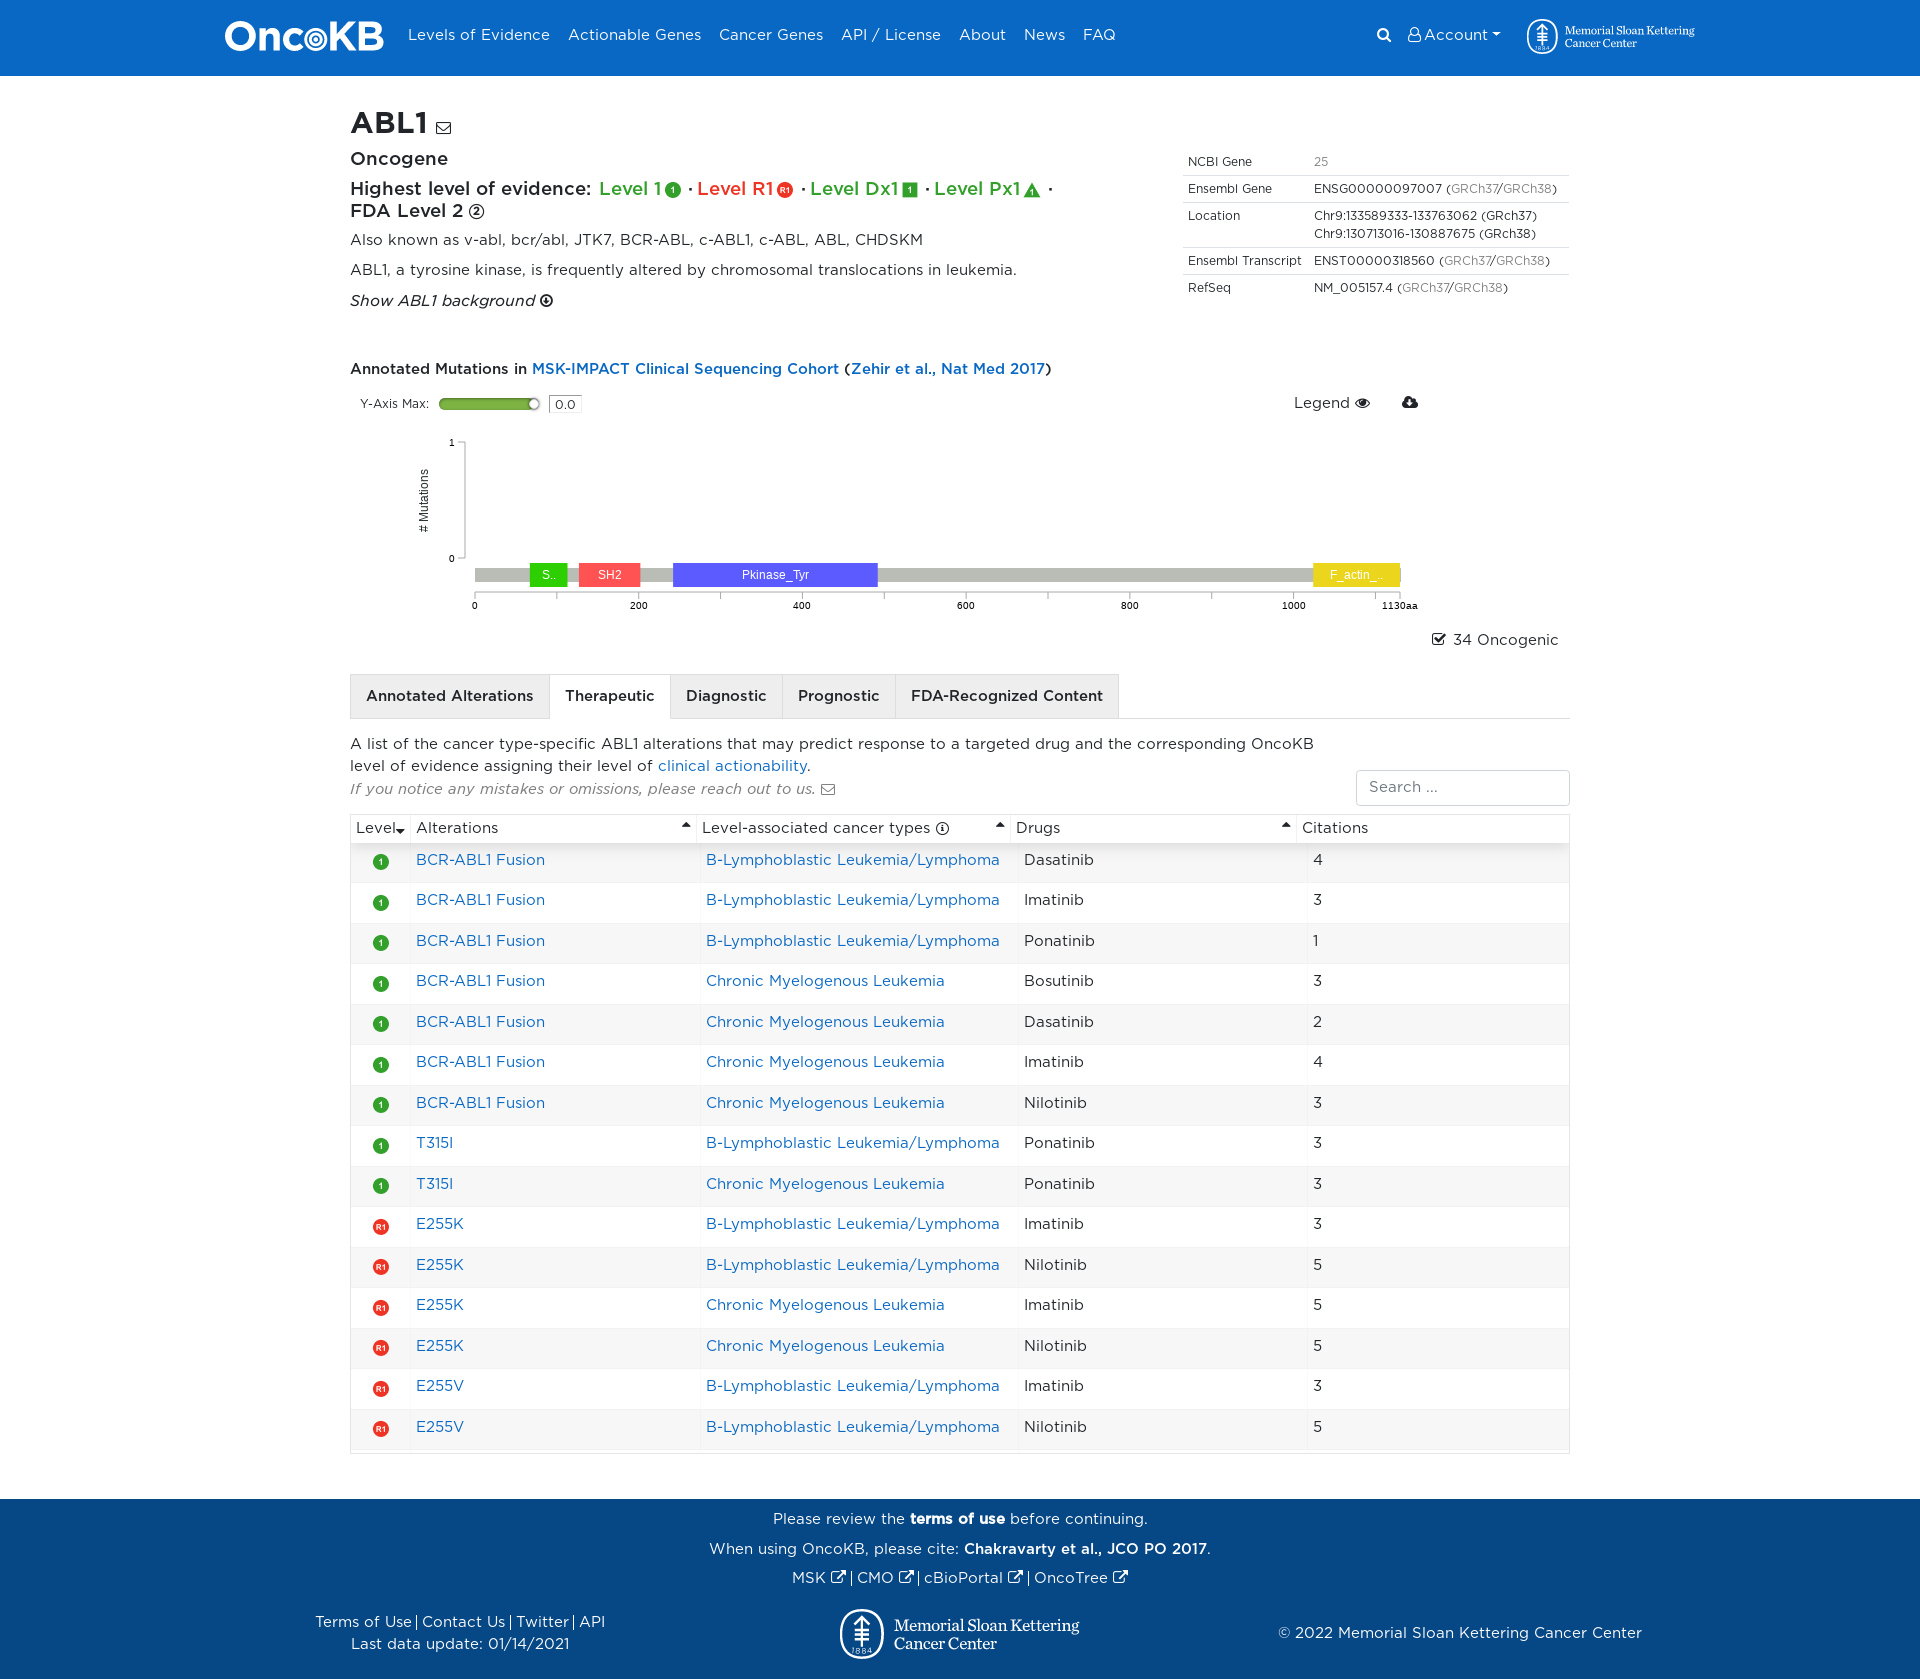 OncoKB Levels of Evidence Actionable Genes Cancer Genes API / License About News FAQ Account Memorial Sloan Kettering Cancer Center 1884
ABL1
Oncogene
Highest level of evidence: Level 1 1 · Level R1 R1 · Level Dx1 1 · Level Px1 1 ·
FDA Level 2 2
Also known as v-abl, bcr/abl, JTK7, BCR-ABL, c-ABL1, c-ABL, ABL, CHDSKM
ABL1, a tyrosine kinase, is frequently altered by chromosomal translocations in leukemia.
Show ABL1 background
NCBI Gene 25
Ensembl Gene ENSG00000097007 (GRCh37/GRCh38)
Location Chr9:133589333-133763062 (GRch37)
Chr9:130713016-130887675 (GRch38)
Ensembl Transcript ENST00000318560 (GRCh37/GRCh38)
RefSeq NM_005157.4 (GRCh37/GRCh38)
Annotated Mutations in MSK-IMPACT Clinical Sequencing Cohort (Zehir et al., Nat Med 2017)
Y-Axis Max: 0.0 Legend
1
# Mutations
0
S.. SH2 Pkinase_Tyr F_actin_..
0 200 400 600 800 1000 1130aa
34 Oncogenic
Annotated Alterations Therapeutic Diagnostic Prognostic FDA-Recognized Content
A list of the cancer type-specific ABL1 alterations that may predict response to a targeted drug and the corresponding OncoKB
level of evidence assigning their level of clinical actionability.
If you notice any mistakes or omissions, please reach out to us.
Search ...
Level Alterations Level-associated cancer types Drugs Citations
1 BCR-ABL1 Fusion B-Lymphoblastic Leukemia/Lymphoma Dasatinib 4
1 BCR-ABL1 Fusion B-Lymphoblastic Leukemia/Lymphoma Imatinib 3
1 BCR-ABL1 Fusion B-Lymphoblastic Leukemia/Lymphoma Ponatinib 1
1 BCR-ABL1 Fusion Chronic Myelogenous Leukemia Bosutinib 3
1 BCR-ABL1 Fusion Chronic Myelogenous Leukemia Dasatinib 2
1 BCR-ABL1 Fusion Chronic Myelogenous Leukemia Imatinib 4
1 BCR-ABL1 Fusion Chronic Myelogenous Leukemia Nilotinib 3
1 T315I B-Lymphoblastic Leukemia/Lymphoma Ponatinib 3
1 T315I Chronic Myelogenous Leukemia Ponatinib 3
R1 E255K B-Lymphoblastic Leukemia/Lymphoma Imatinib 3
R1 E255K B-Lymphoblastic Leukemia/Lymphoma Nilotinib 5
R1 E255K Chronic Myelogenous Leukemia Imatinib 5
R1 E255K Chronic Myelogenous Leukemia Nilotinib 5
R1 E255V B-Lymphoblastic Leukemia/Lymphoma Imatinib 3
R1 E255V B-Lymphoblastic Leukemia/Lymphoma Nilotinib 5
Please review the terms of use before continuing.
When using OncoKB, please cite: Chakravarty et al., JCO PO 2017.
MSK | CMO | cBioPortal | OncoTree
Terms of Use | Contact Us | Twitter | API
Last data update: 01/14/2021
1884 Memorial Sloan Kettering
Cancer Center
© 2022 Memorial Sloan Kettering Cancer Center